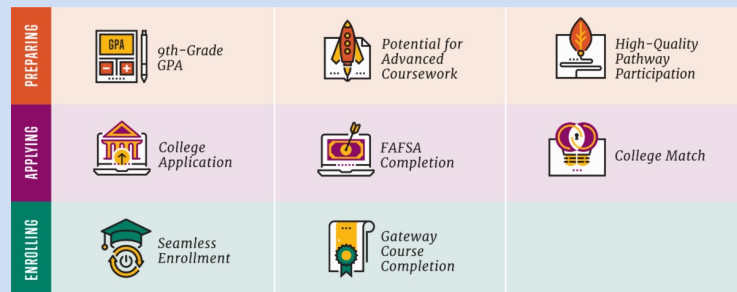 PREPARING
GPA
9th-Grade
GPA
Potential for
Advanced
Coursework
High-Quality
Pathway
Participation
APPLYING
College
Application
FAFSA
Completion
College Match
ENROLLING
Seamless
Enrollment
Gateway
Course
Completion